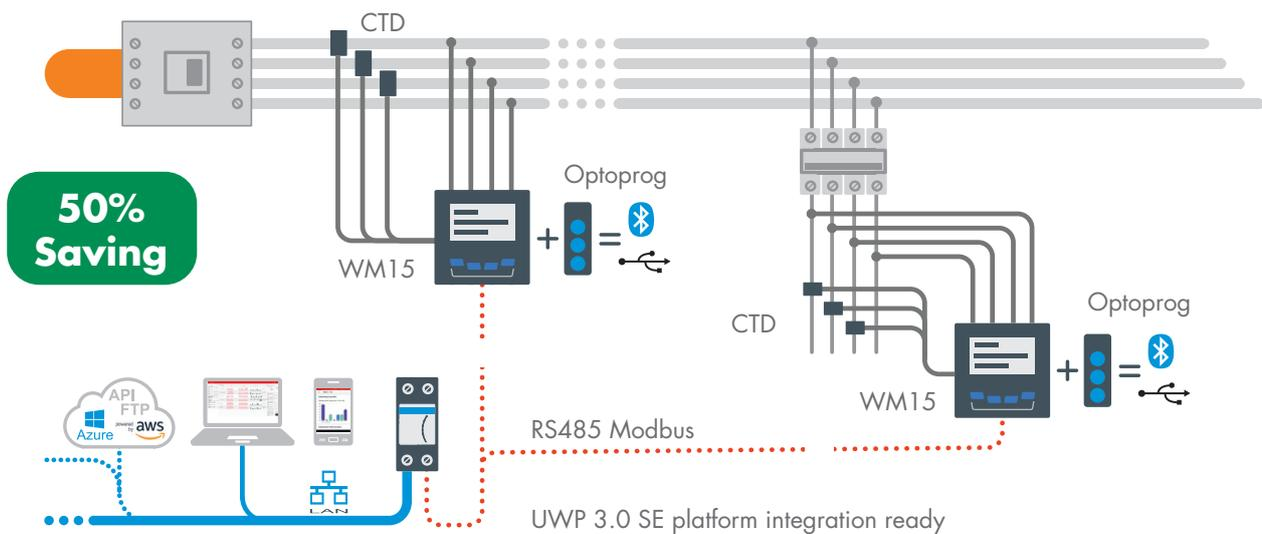 CTD
Optoprog
50%
Saving
WM15
Optoprog
CTD
WM15
API
FTP
Azure
powered
by aws
RS485 Modbus
LAN
UWP 3.0 SE platform integration ready